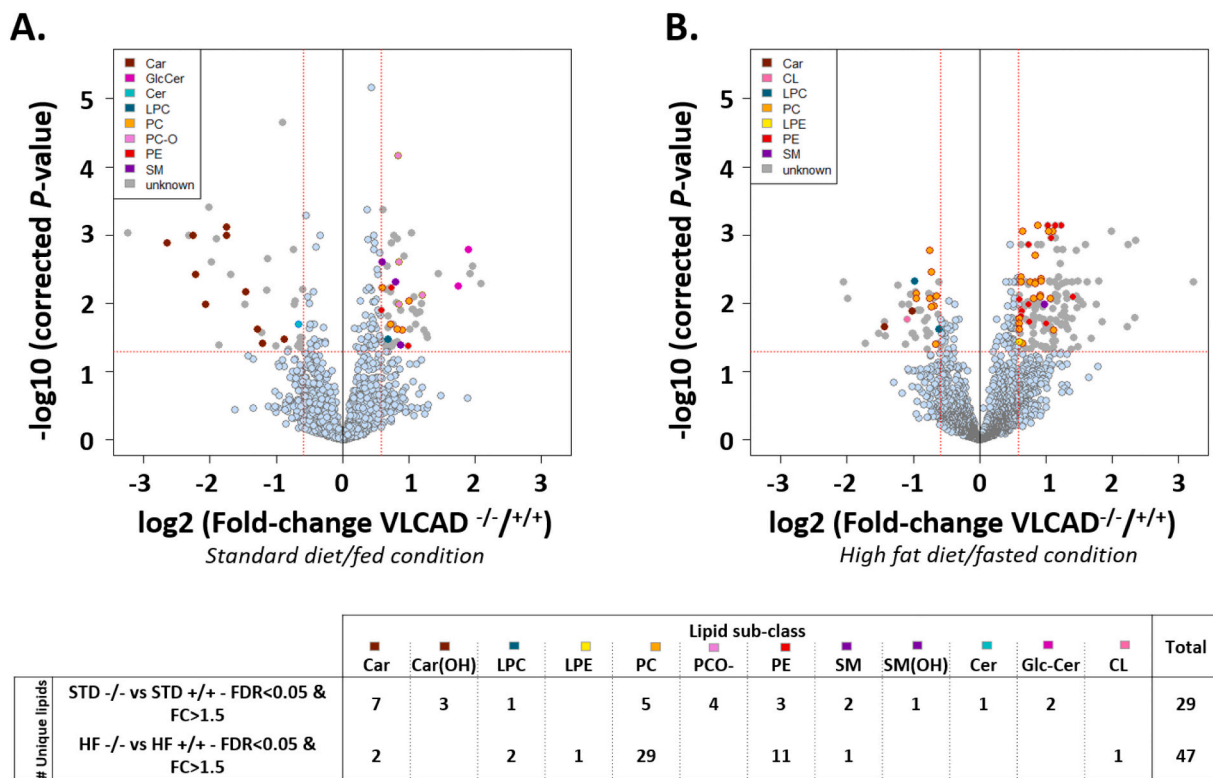 A.
B.
Car
GlcCer
Cer
LPC
PC
PC-O
PE
SM
unknown
Car
CL
LPC
PC
LPE
PE
SM
unknown
-log10 (corrected P-value)
5
4
3
2
1
0
-log10 (corrected P-value)
5
4
3
2
1
0
-3 -2 -1 0 1 2 3
-3 -2 -1 0 1 2 3
log2 (Fold-change VLCAD -/-/+/+)
log2 (Fold-change VLCAD-/-/+/+)
Standard diet/fed condition
High fat diet/fasted condition
Lipid sub-class
Total
Car Car(OH) LPC LPE PC PCO- PE SM SM(OH) Cer Glc-Cer CL
# Unique lipids
STD -/- vs STD +/+ - FDR<0.05 &
FC>1.5
7 3 1 5 4 3 2 1 1 2 29
HF -/- vs HF +/+ - FDR<0.05 &
FC>1.5
2 2 1 29 11 1 1 47